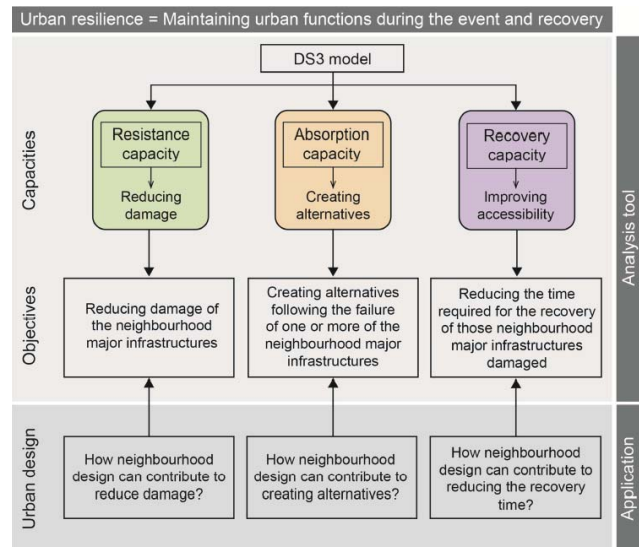 Urban resilience = Maintaining urban functions during the event and recovery
DS3 model
Capacities
Resistance
capacity
Reducing
damage
Absorption
capacity
Creating
alternatives
Recovery
capacity
Improving
accessibility
Analysis tool
Objectives
Reducing damage of
the neighbourhood
major infrastructures
Creating alternatives
following the failure
of one or more of the
neighbourhood major
infrastructures
Reducing the time
required for the recovery
of those neighbourhood
major infrastructures
damaged
Urban design
How neighbourhood
design can contribute to
reduce damage?
How neighbourhood
design can contribute to
creating alternatives?
How neighbourhood
design can contribute to
reducing the recovery
time?
Application